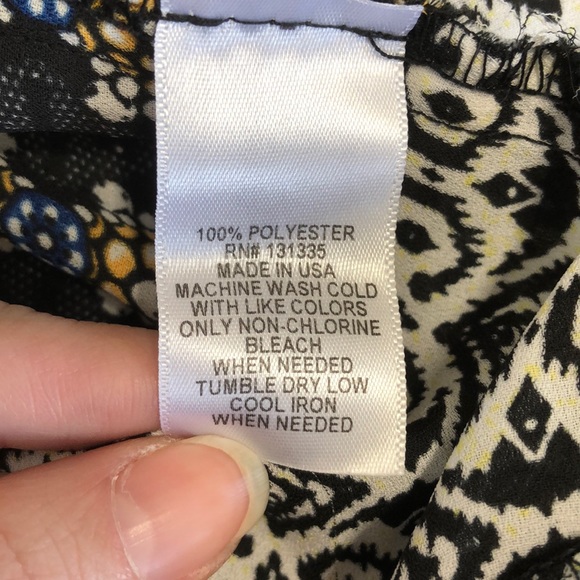 100% POLYESTER
RN# 131335
MADE IN USA
MACHINE WASH COLD
WITH LIKE COLORS
ONLY NON-CHLORINE
BLEACH
WHEN NEEDED
TUMBLE DRY LOW
COOL IRON
WHEN NEEDED